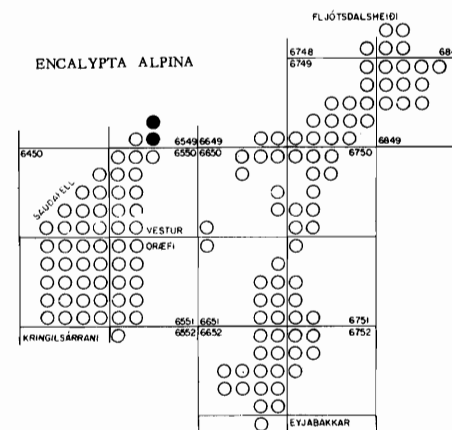 FLJÓTSDALSHEIÐI
ENCALYPTA ALPINA
6748
6749
6549 6649
6450
6550 6650
6750
6849
SAUÐAFELL
VESTUR
ÖRÆFI
6551 6651
6751
KRINGILSÁRRANI
6552 6652
6752
EYJABAKKAR